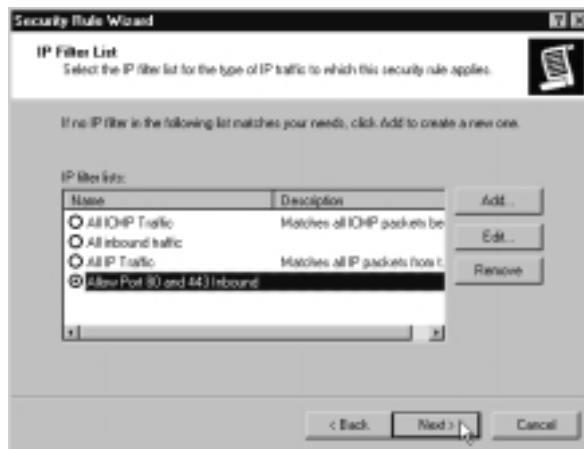 Security Rule Wizard
IP Filter List
Select the IP filter list for the type of IP traffic to which this security rule applies.
If no IP filter in the following list matches your needs, click Add to create a new one.
IP filter lists:
Name Description
All ICMP Traffic Matches all ICMP packets be
All inbound traffic
All IP Traffic Matches all IP packets from t
Allow Port 80 and 443 Inbound
Add...
Edit...
Remove
< Back Next > Cancel